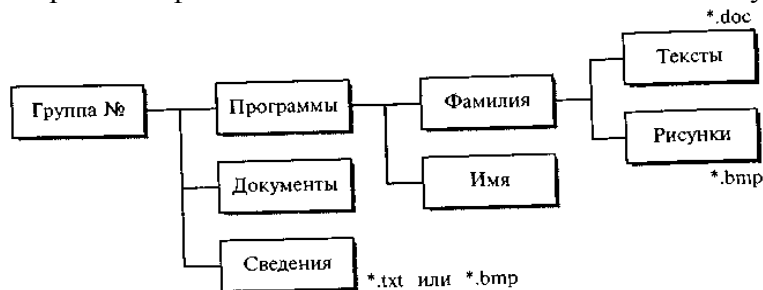 *.doc
Тексты
Группа №
Программы
Фамилия
Рисунки
*.bmp
Документы
Имя
Сведения
*.txt или *.bmp